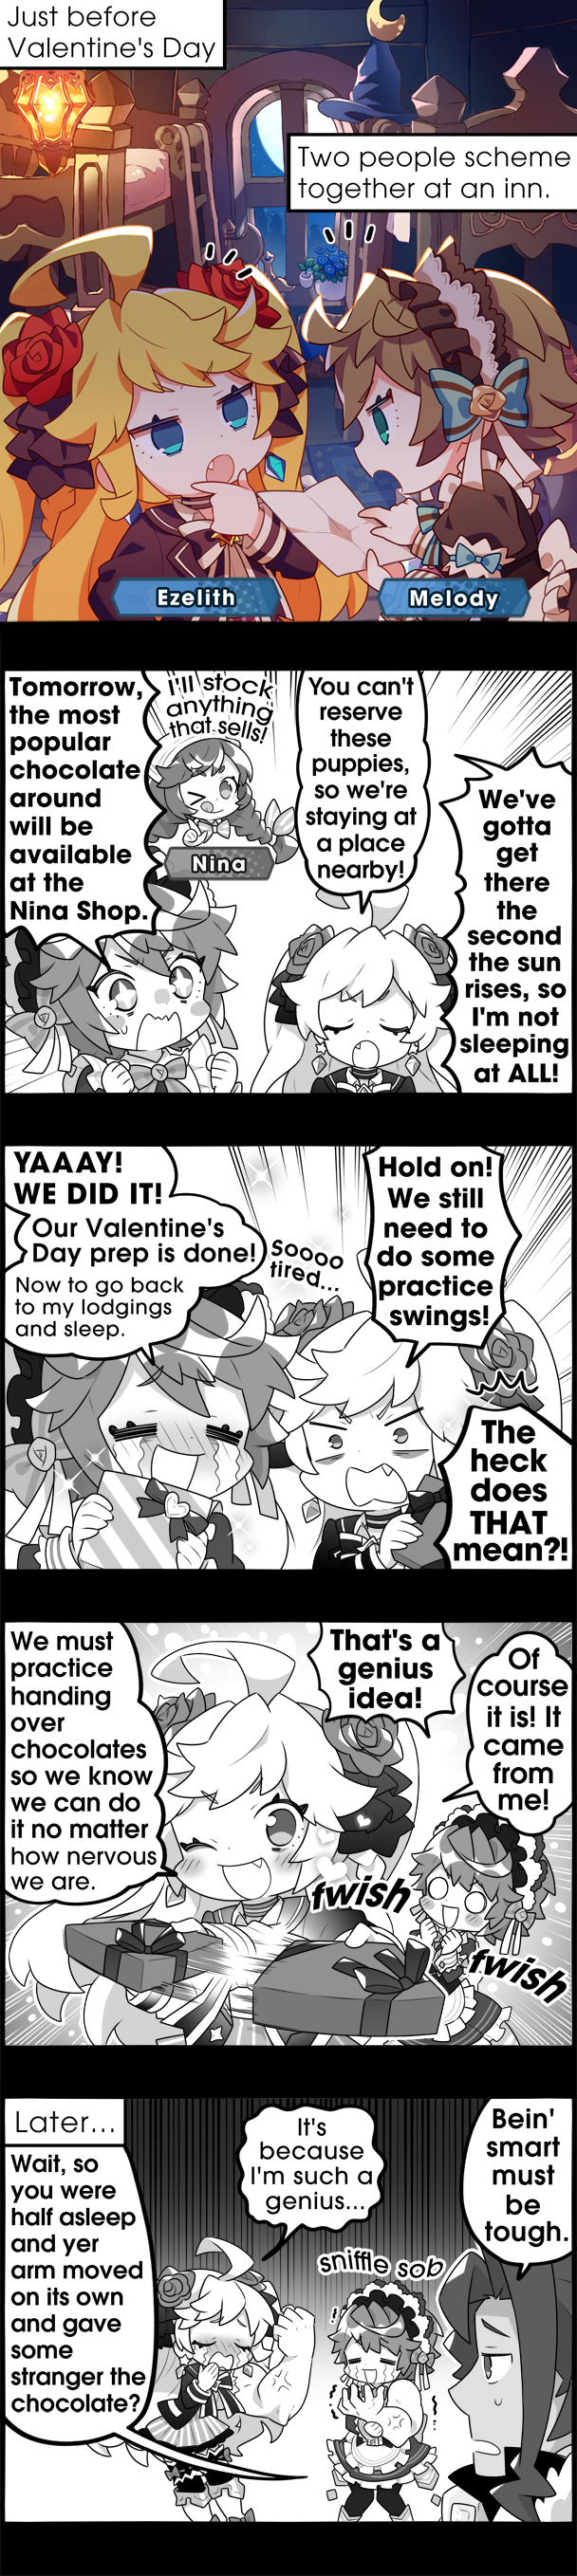 Just before
Valentine's Day
Two people scheme
together at an inn.
Ezelith
Melody
Tomorrow,
the most
popular
chocolate
around
will be
available
at the
Nina Shop.
I'll stock
anything
that sells!
Nina
You can't
reserve
these
puppies,
so we're
staying at
a place
nearby!
We've
gotta
get
there
the
second
the sun
rises, so
I'm not
sleeping
at ALL!
YAAAY!
WE DID IT!
Our Valentine's
Day prep is done!
Now to go back
to my lodgings
and sleep.
Soooo
tired...
Hold on!
We still
need to
do some
practice
swings!
The
heck
does
THAT
mean?!
We must
practice
handing
over
chocolates
so we know
we can do
it no matter
how nervous
we are.
That's a
genius
idea!
Of
course
it is! It
came
from
me!
fwish
fwish
Later...
Wait, so
you were
half asleep
and yer
arm moved
on its own
and gave
some
stranger the
chocolate?
It's
because
I'm such a
genius...
sniffle sob
Bein'
smart
must
be
tough.